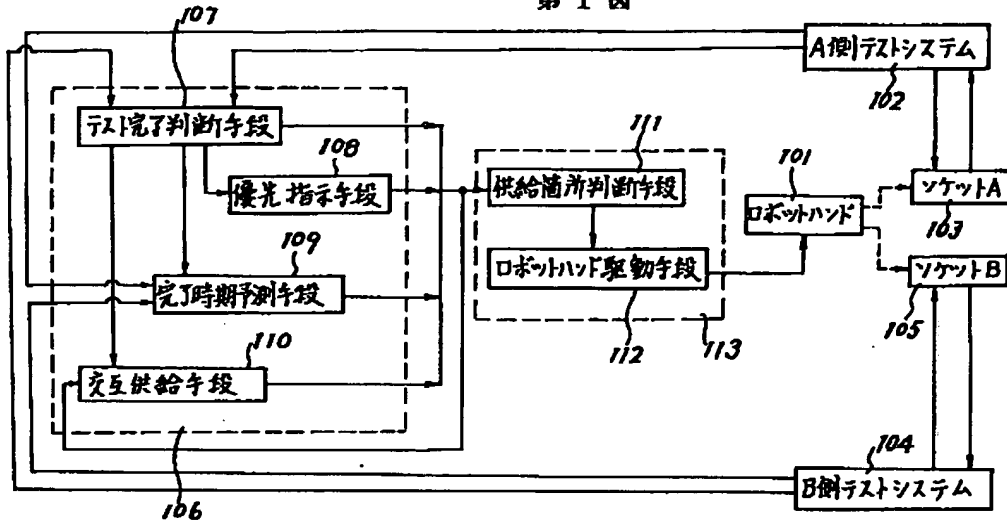 第 1 図
107
A側テストシステム
102
テスト完了判断手段
108
111
優先指示手段
供給箇所判断手段
101
ソケットA
103
ロボットハンド
109
ロボットハンド駆動手段
ソケットB
完了時期予測手段
105
112
113
110
交互供給手段
104
B側テストシステム
106